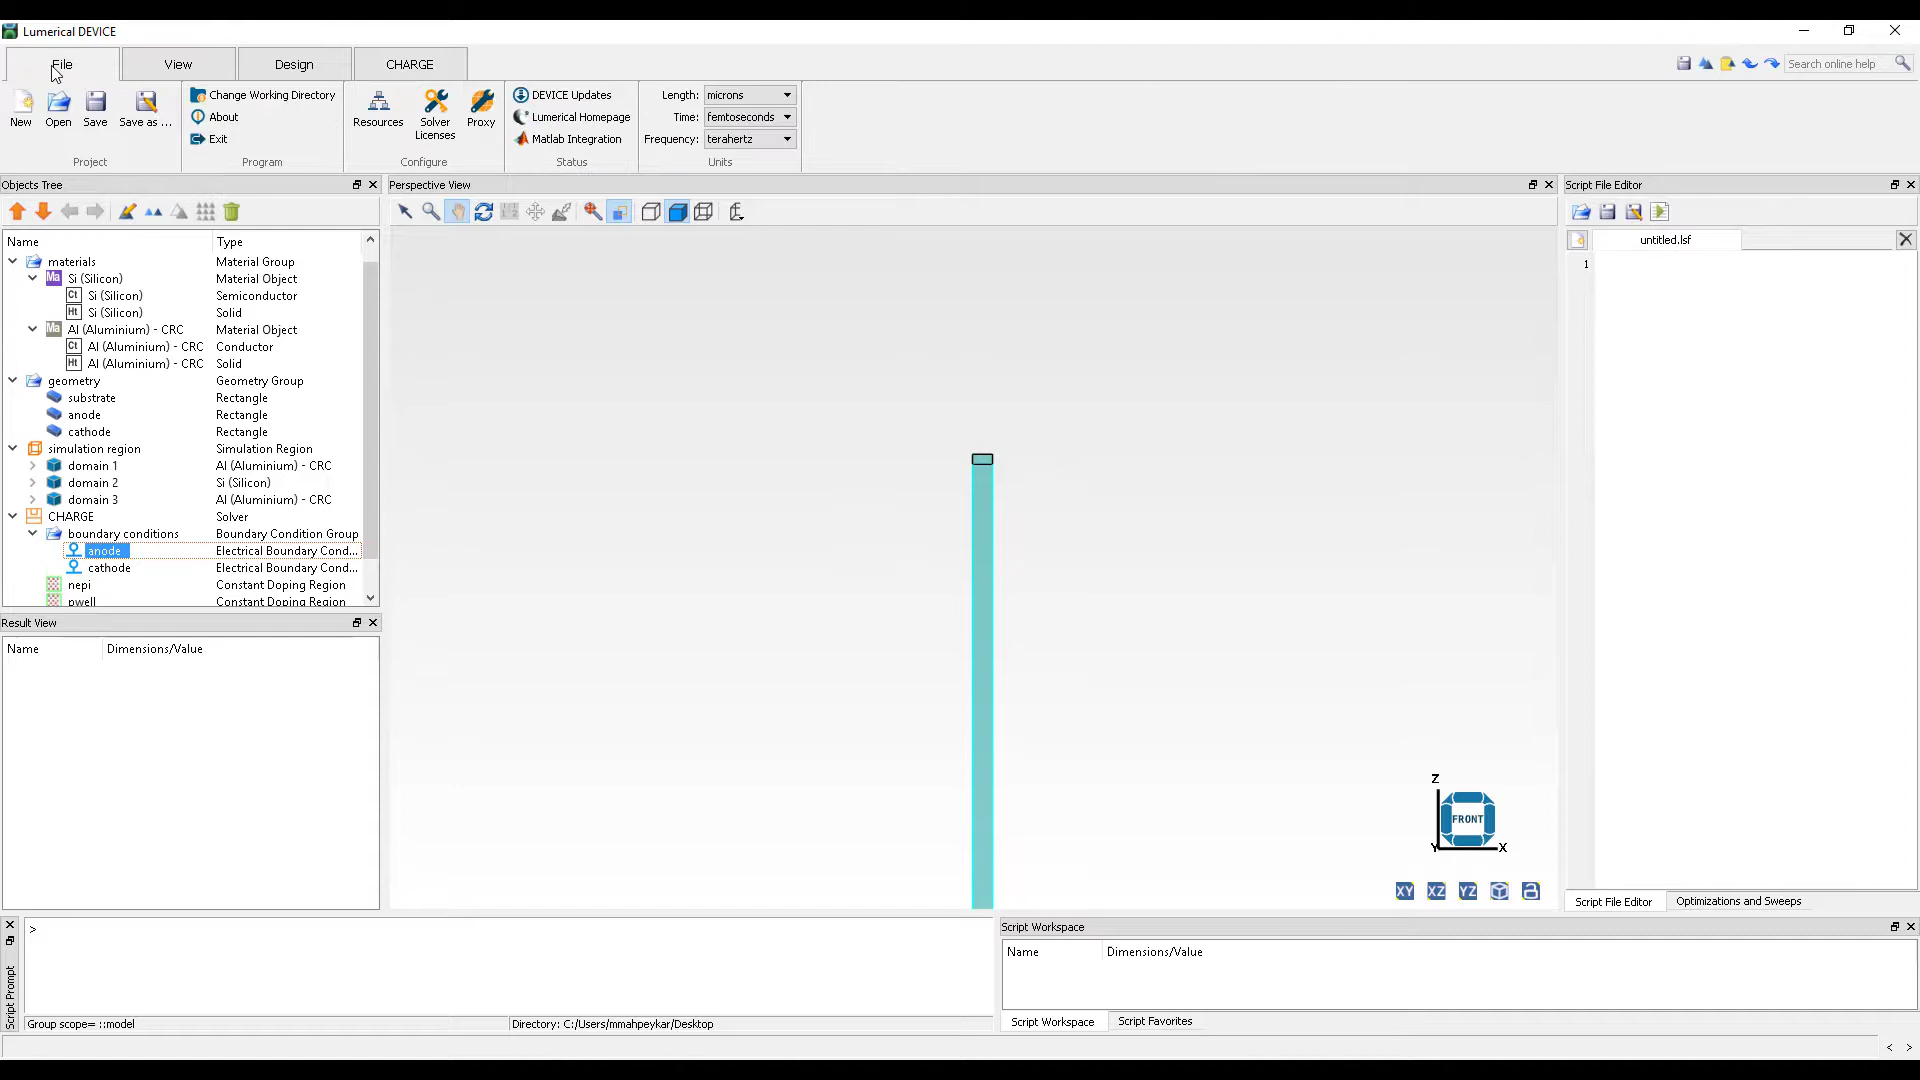 Lumerical DEVICE
File View Design CHARGE
Search online help
New Open Save Save as ...
Project
Change Working Directory
About
Exit
Program
Resources Solver Licenses Proxy
Configure
DEVICE Updates
Lumerical Homepage
Matlab Integration
Status
Length: microns
Time: femtoseconds
Frequency: terahertz
Units
Objects Tree
Name Type
materials Material Group
Ma Si (Silicon) Material Object
Ct Si (Silicon) Semiconductor
Ht Si (Silicon) Solid
Ma Al (Aluminium) - CRC Material Object
Ct Al (Aluminium) - CRC Conductor
Ht Al (Aluminium) - CRC Solid
geometry Geometry Group
substrate Rectangle
anode Rectangle
cathode Rectangle
simulation region Simulation Region
domain 1 Al (Aluminium) - CRC
domain 2 Si (Silicon)
domain 3 Al (Aluminium) - CRC
CHARGE Solver
boundary conditions Boundary Condition Group
anode Electrical Boundary Cond...
cathode Electrical Boundary Cond...
nepi Constant Doping Region
pwell Constant Doping Region
Result View
Name Dimensions/Value
Perspective View
Z
FRONT
Y X
XY XZ YZ
Script File Editor
untitled.lsf
1
Script File Editor Optimizations and Sweeps
Script Prompt
>
Group scope= ::model Directory: C:/Users/mmahpeykar/Desktop
Script Workspace
Name Dimensions/Value
Script Workspace Script Favorites
< >